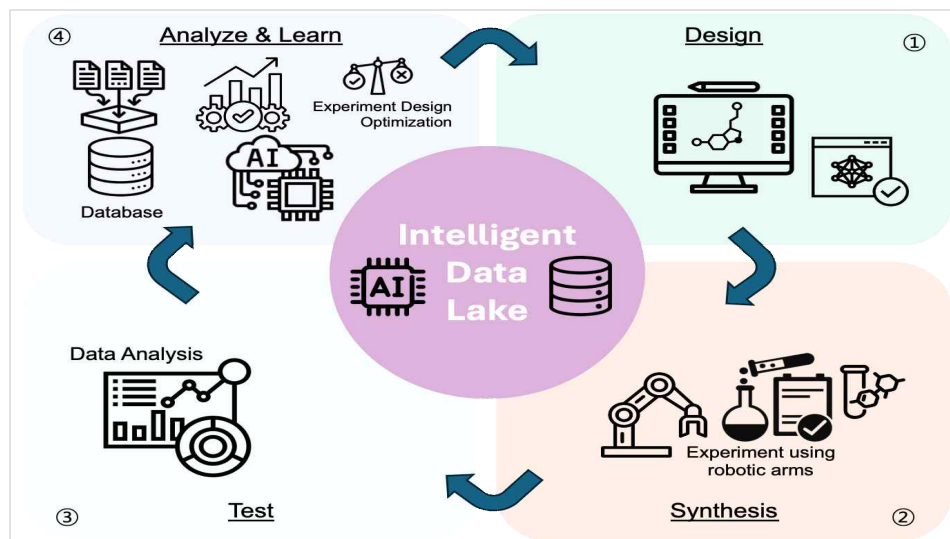 ④
Analyze & Learn
Experiment Design
Optimization
AI
Database
Design
①
Intelligent
Data
Lake
AI
Data Analysis
Test
③
Experiment using
robotic arms
Synthesis
②